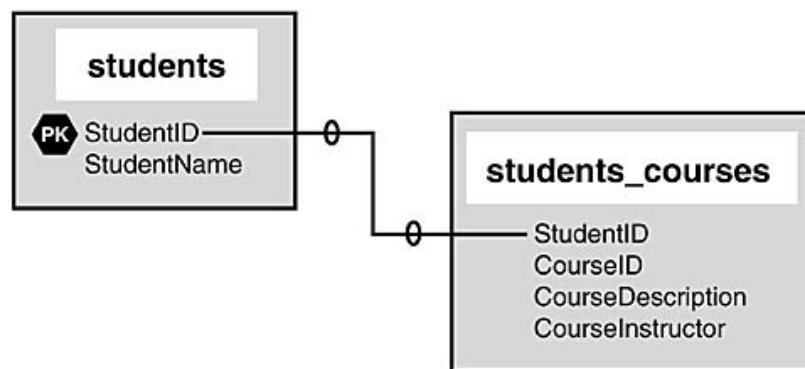 students
PK StudentID
StudentName
students_courses
StudentID
CourseID
CourseDescription
CourseInstructor